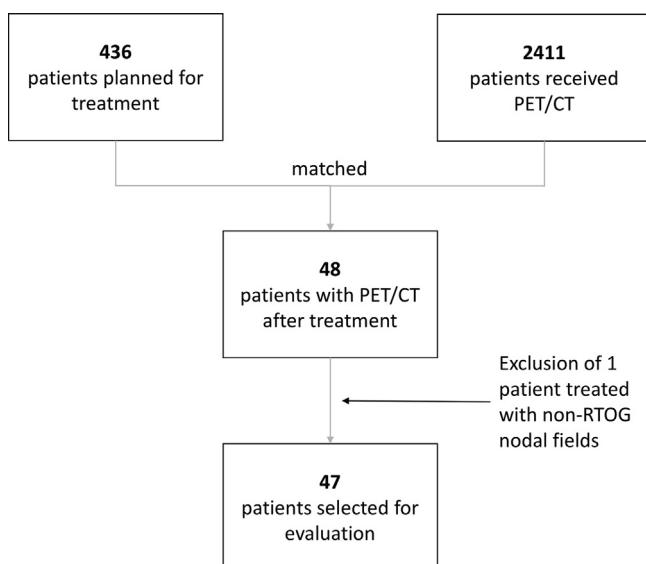 436
patients planned for
treatment
2411
patients received
PET/CT
matched
48
patients with PET/CT
after treatment
Exclusion of 1
patient treated
with non-RTOG
nodal fields
47
patients selected for
evaluation